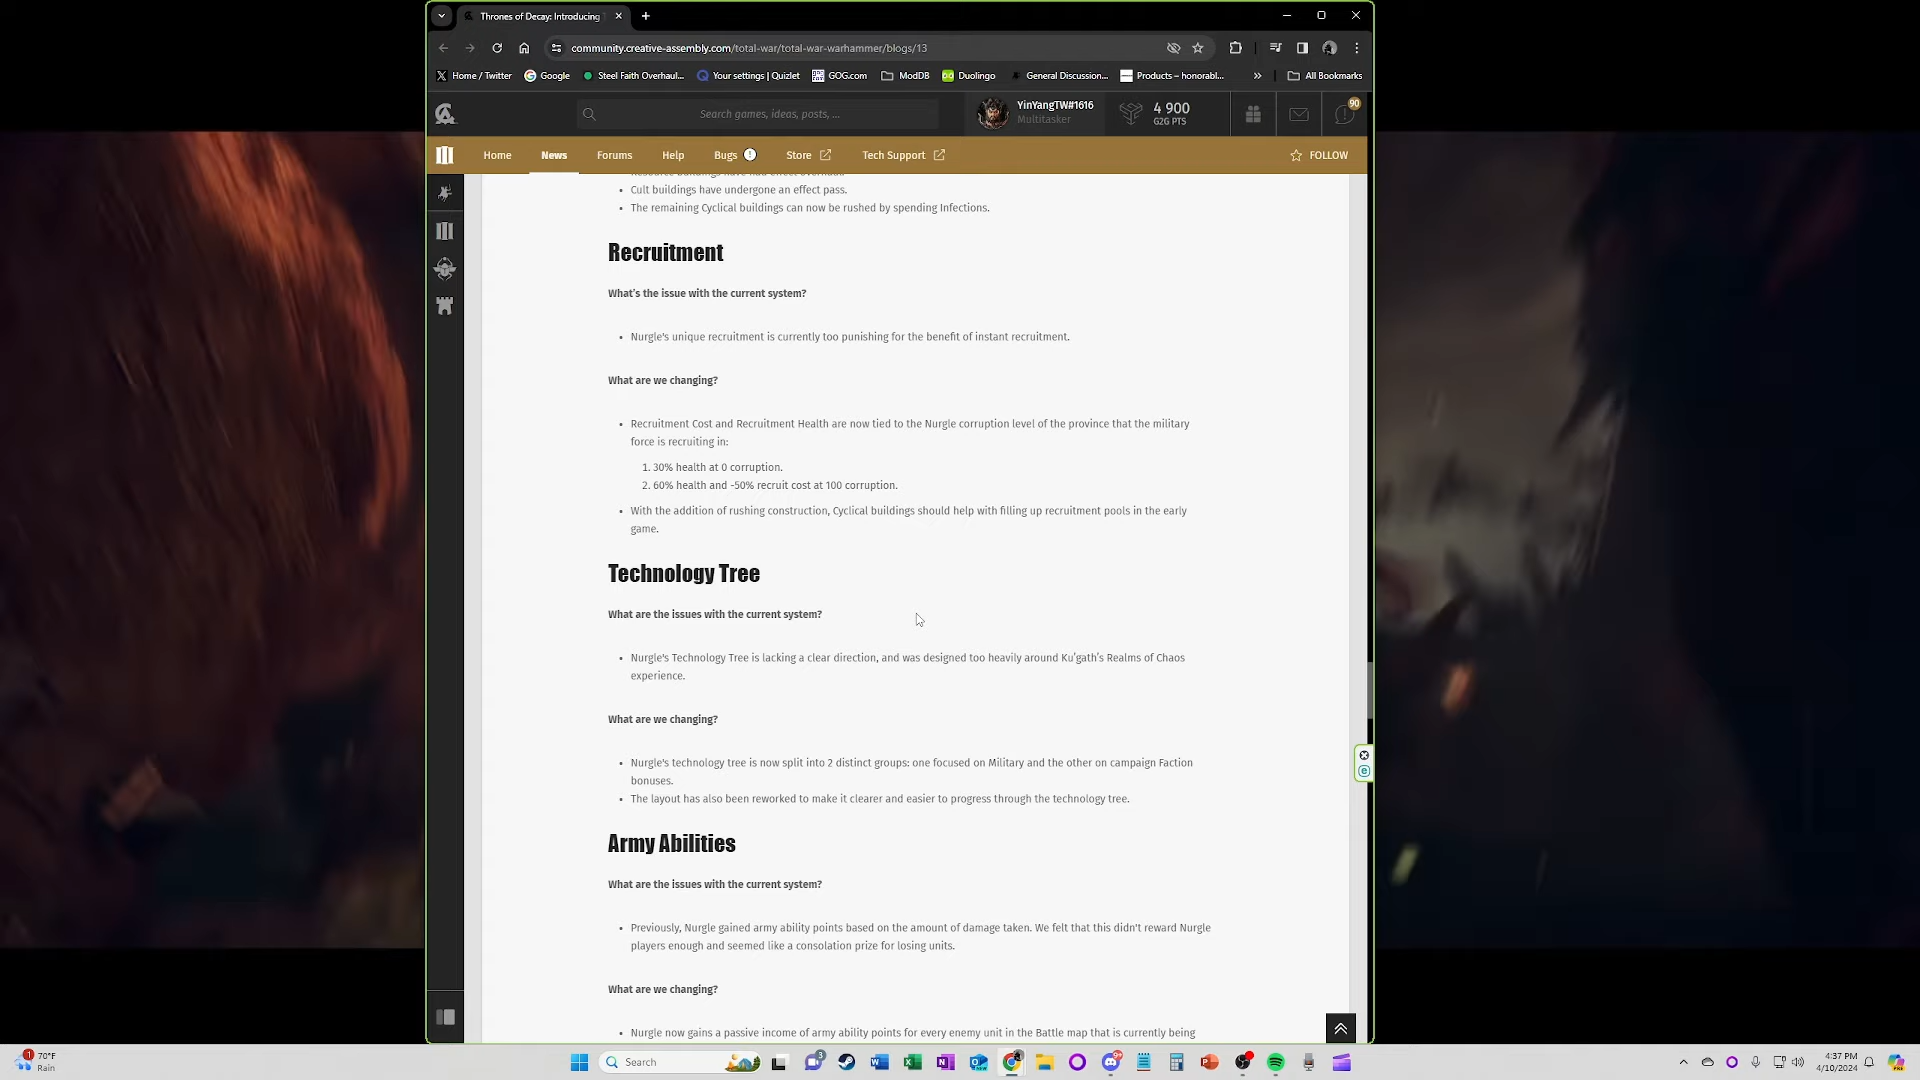 Thrones of Decay: Introducing
community.creative-assembly.com/total-war/total-war-warhammer/blogs/13
Home / Twitter
Google
Steel Faith Overhaul...
Your settings | Quizlet
GOG.com
ModDB
Duolingo
General Discussion...
Products – honorabl...
»
All Bookmarks
Search games, ideas, posts, ...
YinYangTW#1616
Multitasker
4 900
G2G PTS
90
Home
News
Forums
Help
Bugs
Store
Tech Support
FOLLOW
• Cult buildings have undergone an effect pass.
• The remaining Cyclical buildings can now be rushed by spending Infections.
Recruitment
What's the issue with the current system?
• Nurgle's unique recruitment is currently too punishing for the benefit of instant recruitment.
What are we changing?
• Recruitment Cost and Recruitment Health are now tied to the Nurgle corruption level of the province that the military
force is recruiting in:
1. 30% health at 0 corruption.
2. 60% health and -50% recruit cost at 100 corruption.
• With the addition of rushing construction, Cyclical buildings should help with filling up recruitment pools in the early
game.
Technology Tree
What are the issues with the current system?
• Nurgle's Technology Tree is lacking a clear direction, and was designed too heavily around Ku'gath's Realms of Chaos
experience.
What are we changing?
• Nurgle's technology tree is now split into 2 distinct groups: one focused on Military and the other on campaign Faction
bonuses.
• The layout has also been reworked to make it clearer and easier to progress through the technology tree.
Army Abilities
What are the issues with the current system?
• Previously, Nurgle gained army ability points based on the amount of damage taken. We felt that this didn't reward Nurgle
players enough and seemed like a consolation prize for losing units.
What are we changing?
• Nurgle now gains a passive income of army ability points for every enemy unit in the Battle map that is currently being
1
70°F
Rain
Search
3
4:37 PM
4/10/2024